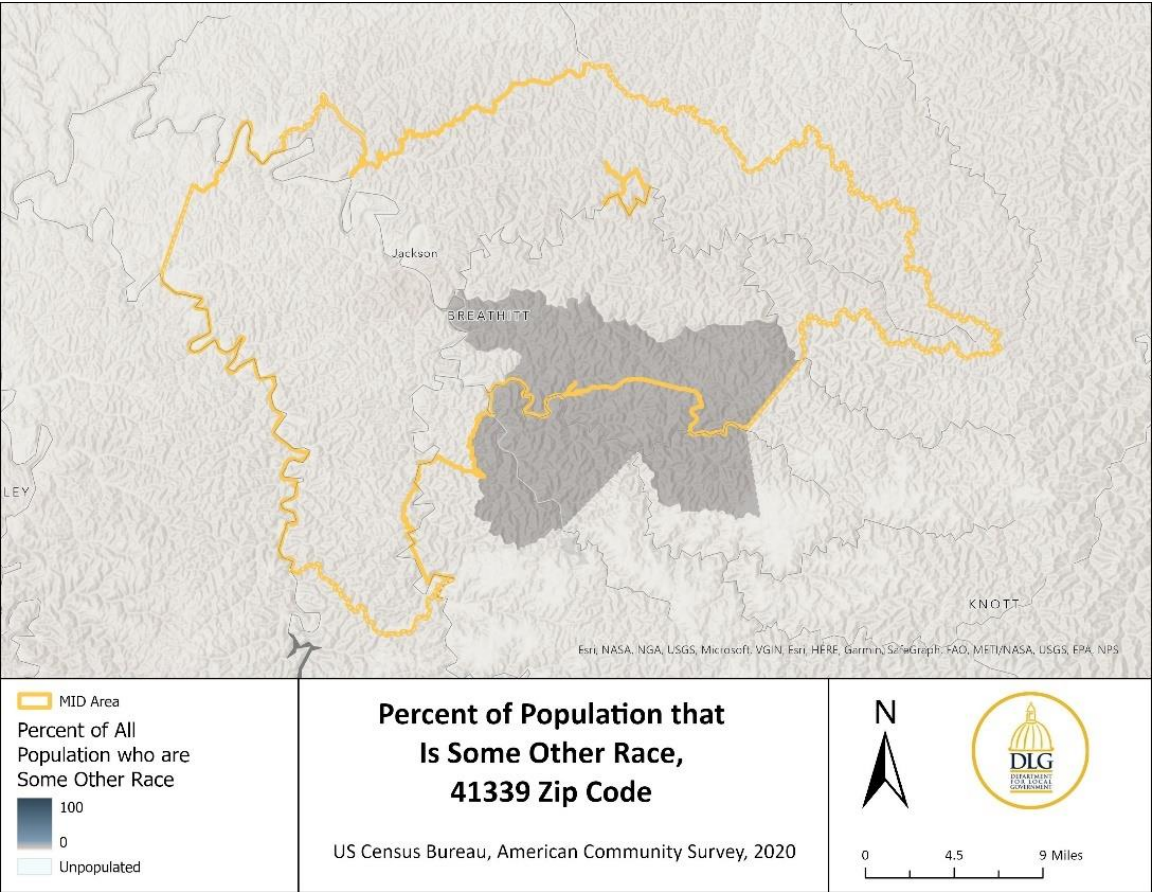 Jackson
BREATHITT
LEY
KNOTT
Esri, NASA, NGA, USGS, Microsoft, VGIN, Esri, HERE, Garmin, SafeGraph, FAO, METI/NASA, USGS, EPA, NPS
MID Area
Percent of All
Population who are
Some Other Race
100
0
Unpopulated
Percent of Population that
Is Some Other Race,
41339 Zip Code
US Census Bureau, American Community Survey, 2020
N
0 4.5 9 Miles
DLG
DEPARTMENT
FOR LOCAL
GOVERNMENT